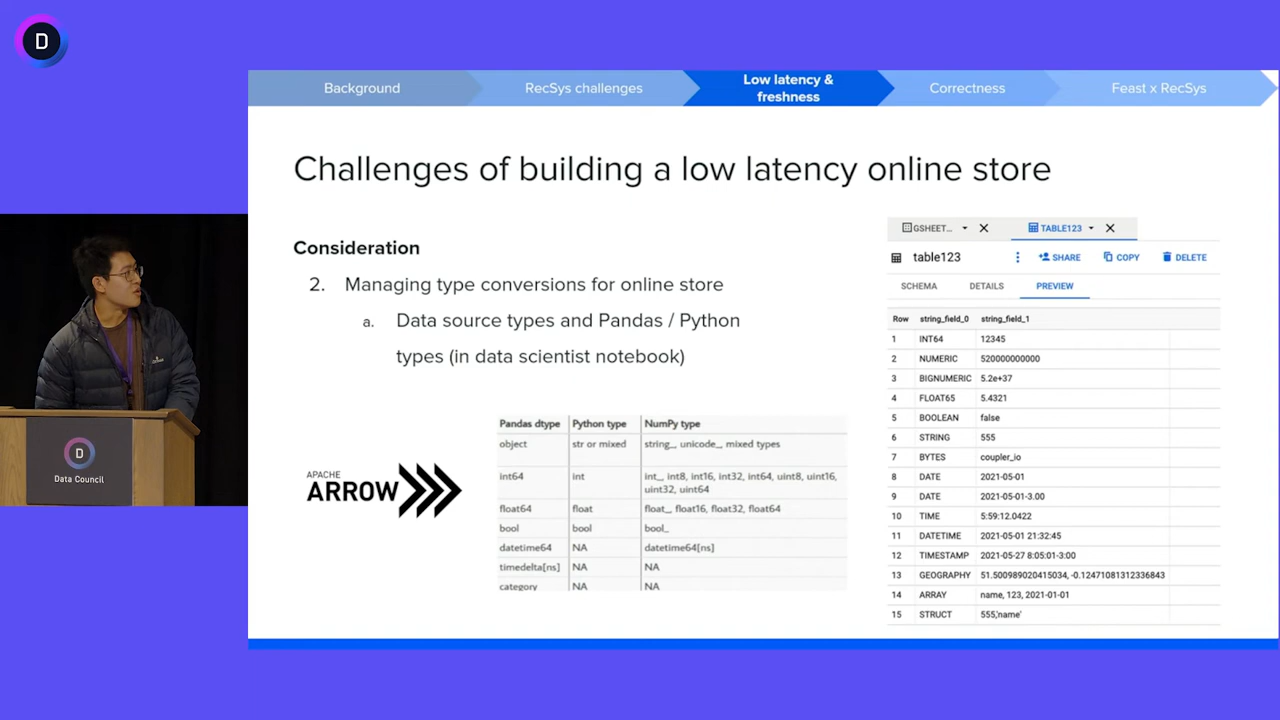 D
Background
RecSys challenges
Low latency &
freshness
Correctness
Feast x RecSys
Challenges of building a low latency online store
Consideration
2. Managing type conversions for online store
a. Data source types and Pandas / Python
types (in data scientist notebook)
APACHE
ARROW
Pandas dtype Python type NumPy type
object str or mixed string_, unicode_, mixed types
int64 int int_, int8, int16, int32, int64, uint8, uint16,
uint32, uint64
float64 float float_, float16, float32, float64
bool bool bool_
datetime64 NA datetime64[ns]
timedelta[ns] NA NA
category NA NA
GSHEET...
TABLE123
table123
SHARE COPY DELETE
SCHEMA DETAILS PREVIEW
Row string_field_0 string_field_1
1 INT64 12345
2 NUMERIC 520000000000
3 BIGNUMERIC 5.2e+37
4 FLOAT65 5.4321
5 BOOLEAN false
6 STRING 555
7 BYTES coupler_io
8 DATE 2021-05-01
9 DATE 2021-05-01-3.00
10 TIME 5:59:12.0422
11 DATETIME 2021-05-01 21:32:45
12 TIMESTAMP 2021-05-27 8:05:01-3:00
13 GEOGRAPHY 51.500989020415034, -0.12471081312336843
14 ARRAY name, 123, 2021-01-01
15 STRUCT 555,'name'
D
Data Council